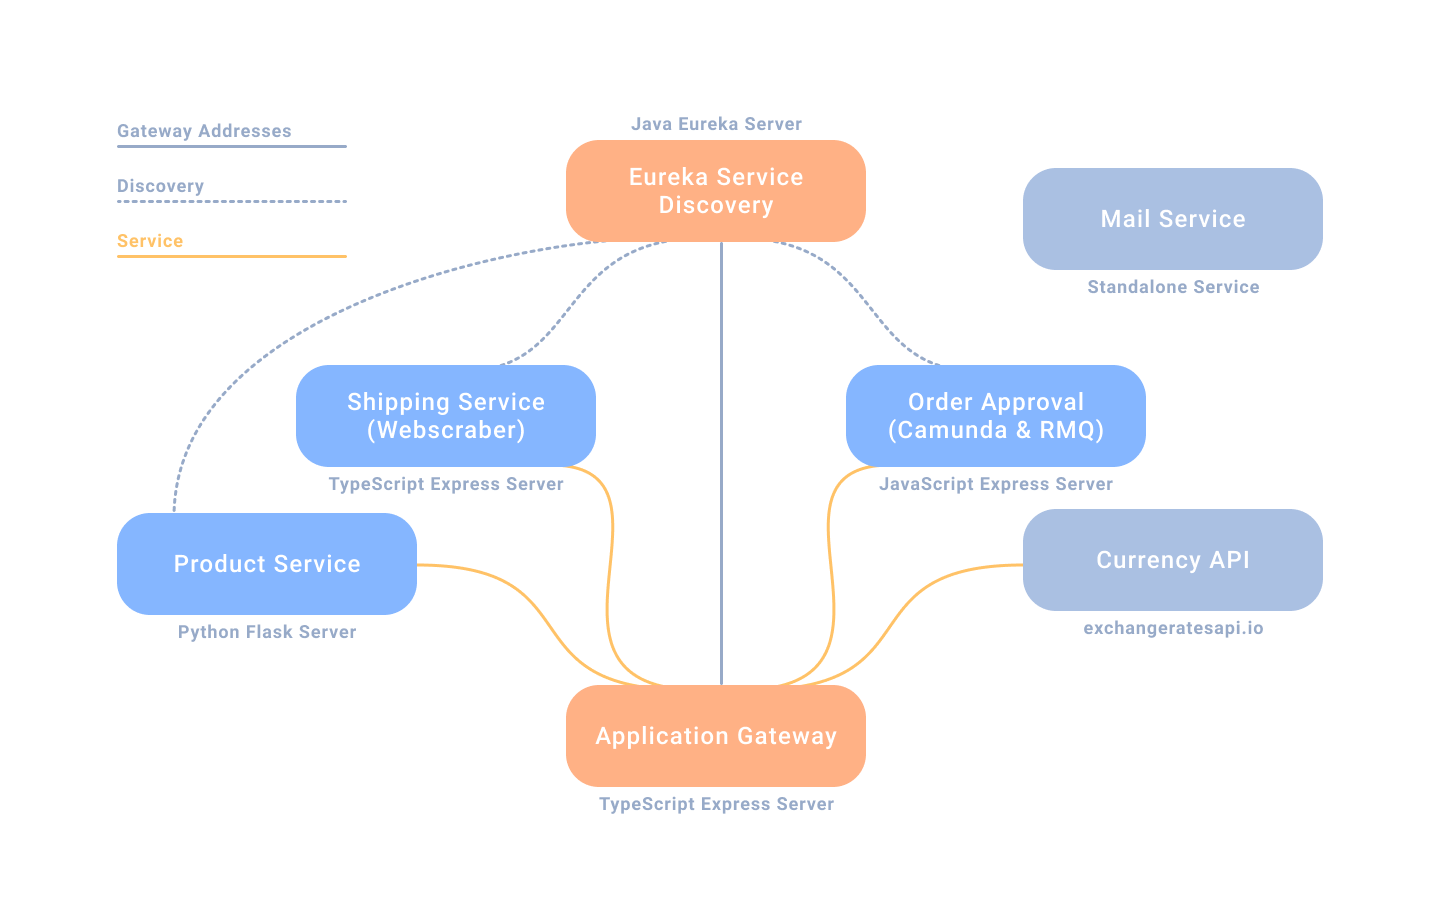 Gateway Addresses
Discovery
Service
Java Eureka Server
Eureka Service
Discovery
Mail Service
Standalone Service
Shipping Service
(Webscraber)
TypeScript Express Server
Order Approval
(Camunda & RMQ)
JavaScript Express Server
Product Service
Python Flask Server
Currency API
exchangeratesapi.io
Application Gateway
TypeScript Express Server